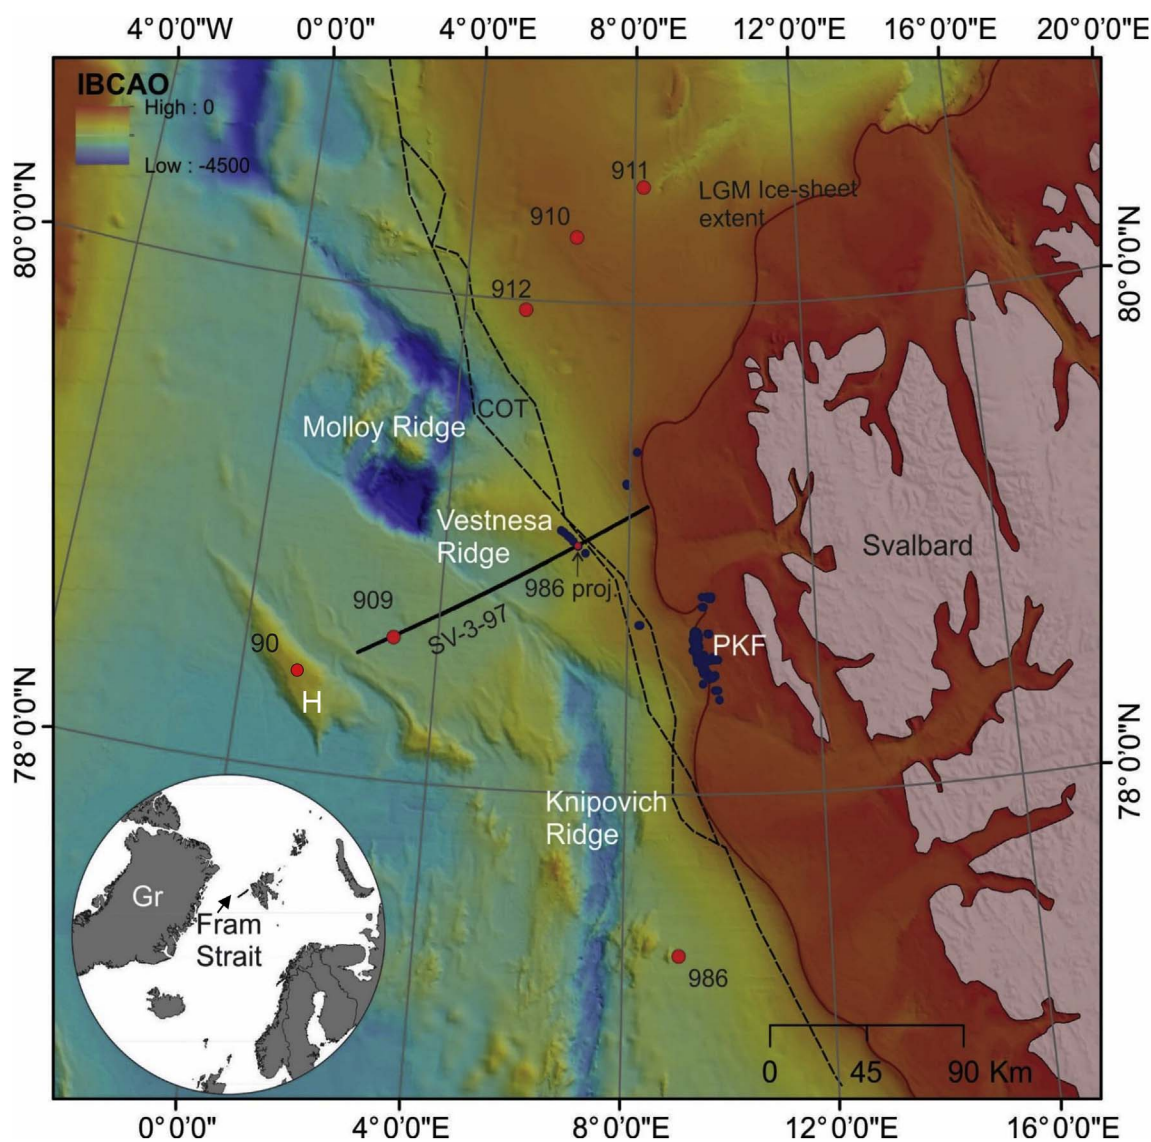 4°0'0"W
0°0'0"E
4°0'0"E
8°0'0"E
12°0'0"E
16°0'0"E
20°0'0"E
IBCAO
High : 0
Low : -4500
911
LGM Ice-sheet
extent
910
80°0'0"N
80°0'0"N
912
COT
Molloy Ridge
Vestnesa
Ridge
Svalbard
986 proj.
909
SV-3-97
90
PKF
H
78°0'0"N
78°0'0"N
Knipovich
Ridge
Gr
Fram
Strait
986
0
45
90 Km
0°0'0"
4°0'0"E
8°0'0"E
12°0'0"E
16°0'0"E